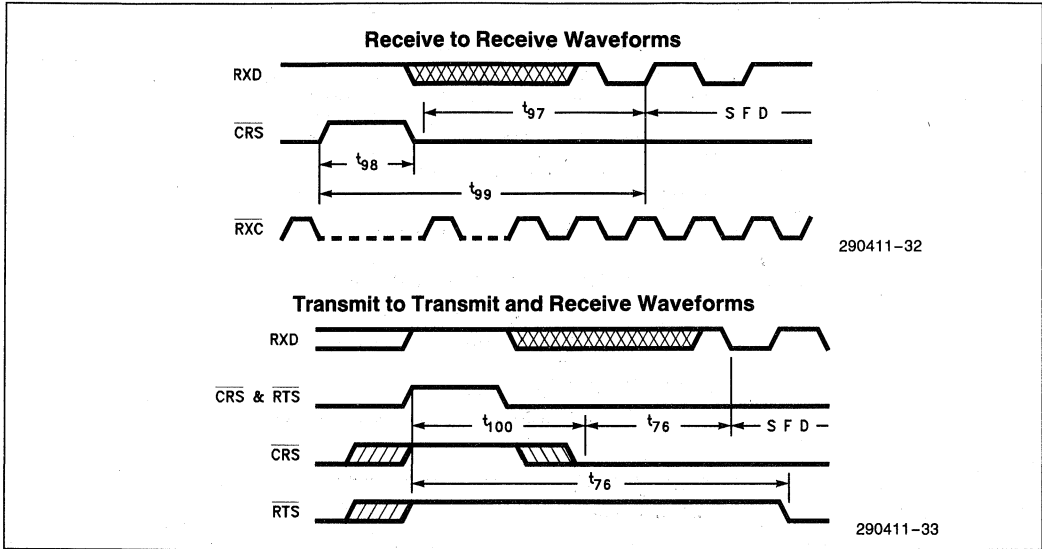 Receive to Receive Waveforms
RXD
t97
S F D
CRS
t98
t99
RXC
290411–32
Transmit to Transmit and Receive Waveforms
RXD
CRS & RTS
t100
t76
S F D
CRS
t76
RTS
290411–33